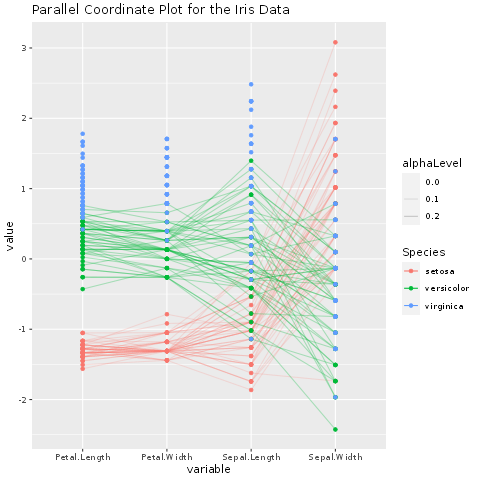 Parallel Coordinate Plot for the Iris Data
3
2
1
0
-1
-2
value
Petal.Length Petal.Width Sepal.Length Sepal.Width
variable
alphaLevel
0.0
0.1
0.2
Species
setosa
versicolor
virginica